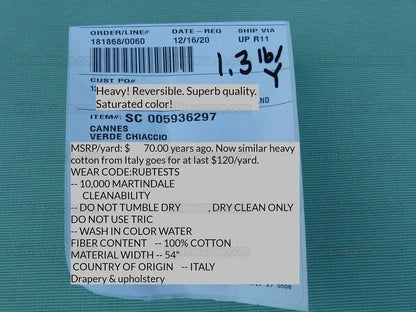 ORDER/LINE# DATE-REQ SHIP VIA
181868/0060 12/16/20 UP R11
1.3 lb/y
CUST PO#
Heavy! Reversible. Superb quality.
Saturated color!
ITEM#: SC 005936297
CANNES
VERDE CHIACCIO
MSRP/yard: $ 70.00 years ago. Now similar heavy
cotton from Italy goes for at last $120/yard.
WEAR CODE:RUBTESTS
-- 10,000 MARTINDALE
CLEANABILITY
-- DO NOT TUMBLE DRY , DRY CLEAN ONLY
DO NOT USE TRIC
-- WASH IN COLOR WATER
FIBER CONTENT -- 100% COTTON
MATERIAL WIDTH -- 54"
COUNTRY OF ORIGIN -- ITALY
Drapery & upholstery